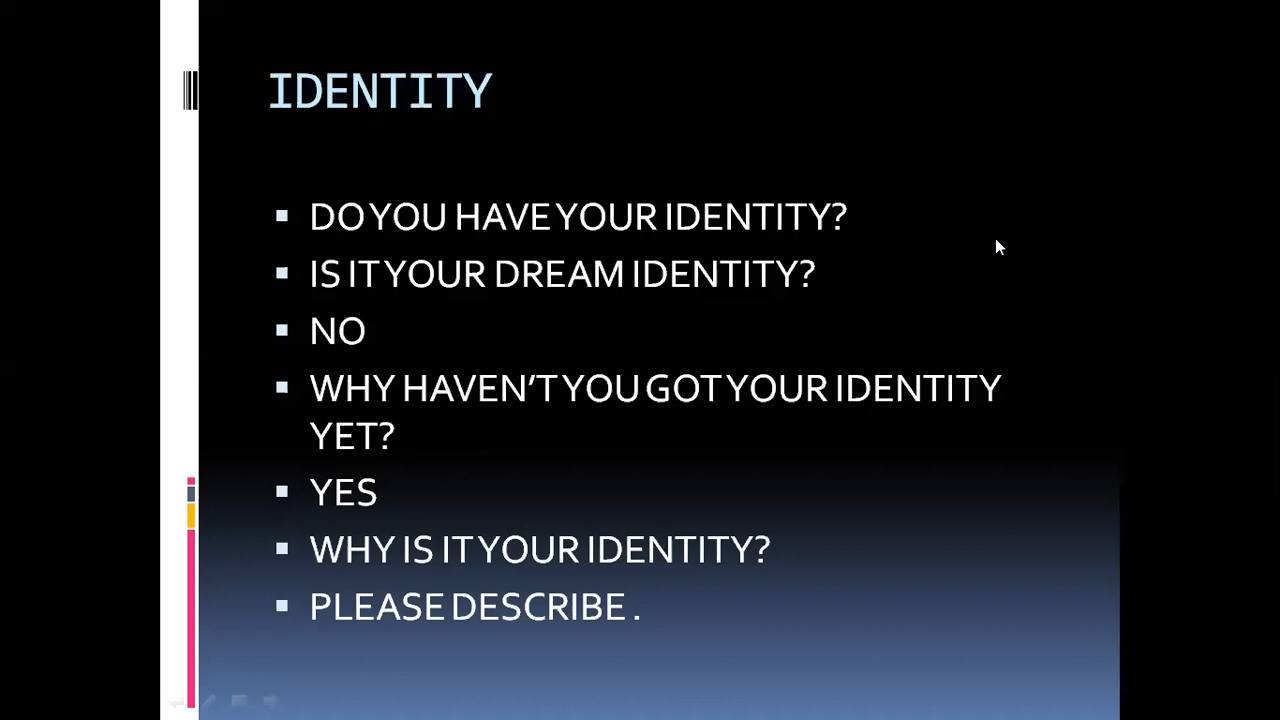 IDENTITY
DO YOU HAVE YOUR IDENTITY?
IS IT YOUR DREAM IDENTITY?
NO
WHY HAVEN’T YOU GOT YOUR IDENTITY
YET?
YES
WHY IS IT YOUR IDENTITY?
PLEASE DESCRIBE .